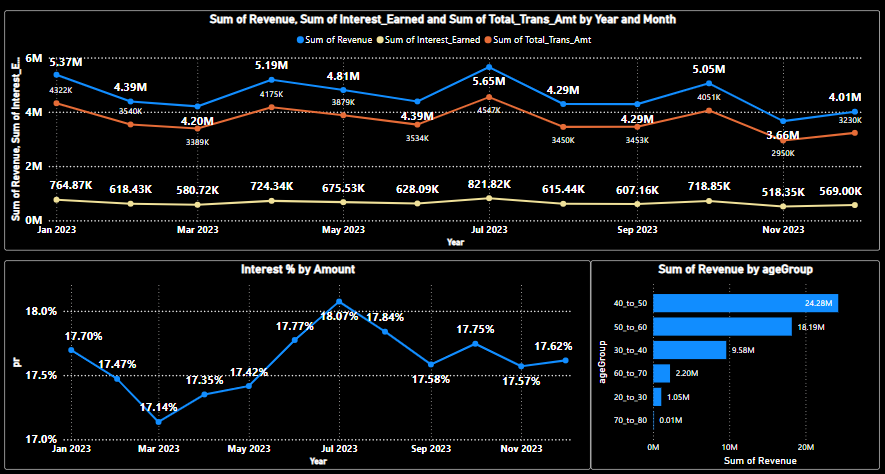 Sum of Revenue, Sum of Interest_Earned and Sum of Total_Trans_Amt by Year and Month
Sum of Revenue Sum of Interest_Earned Sum of Total_Trans_Amt
Sum of Revenue, Sum of Interest_E...
6M
4M
2M
0M
5.37M
4.39M
4.20M
5.19M
4.81M
4.39M
5.65M
4.29M
4.29M
5.05M
3.66M
4.01M
4322K
3540K
3389K
4175K
3879K
3534K
4547K
3450K
3453K
4051K
2950K
3230K
764.87K 618.43K 580.72K 724.34K 675.53K 628.09K 821.82K 615.44K 607.16K 718.85K 518.35K 569.00K
Jan 2023 Mar 2023 May 2023 Jul 2023 Sep 2023 Nov 2023
Year
Interest % by Amount
pr
18.0%
17.5%
17.0%
17.70%
17.47%
17.14%
17.35%
17.42%
17.77%
18.07%
17.84%
17.58%
17.75%
17.57%
17.62%
Jan 2023 Mar 2023 May 2023 Jul 2023 Sep 2023 Nov 2023
Year
Sum of Revenue by ageGroup
ageGroup
40_to_50 24.28M
50_to_60 18.19M
30_to_40 9.58M
60_to_70 2.20M
20_to_30 1.05M
70_to_80 0.01M
0M 10M 20M
Sum of Revenue